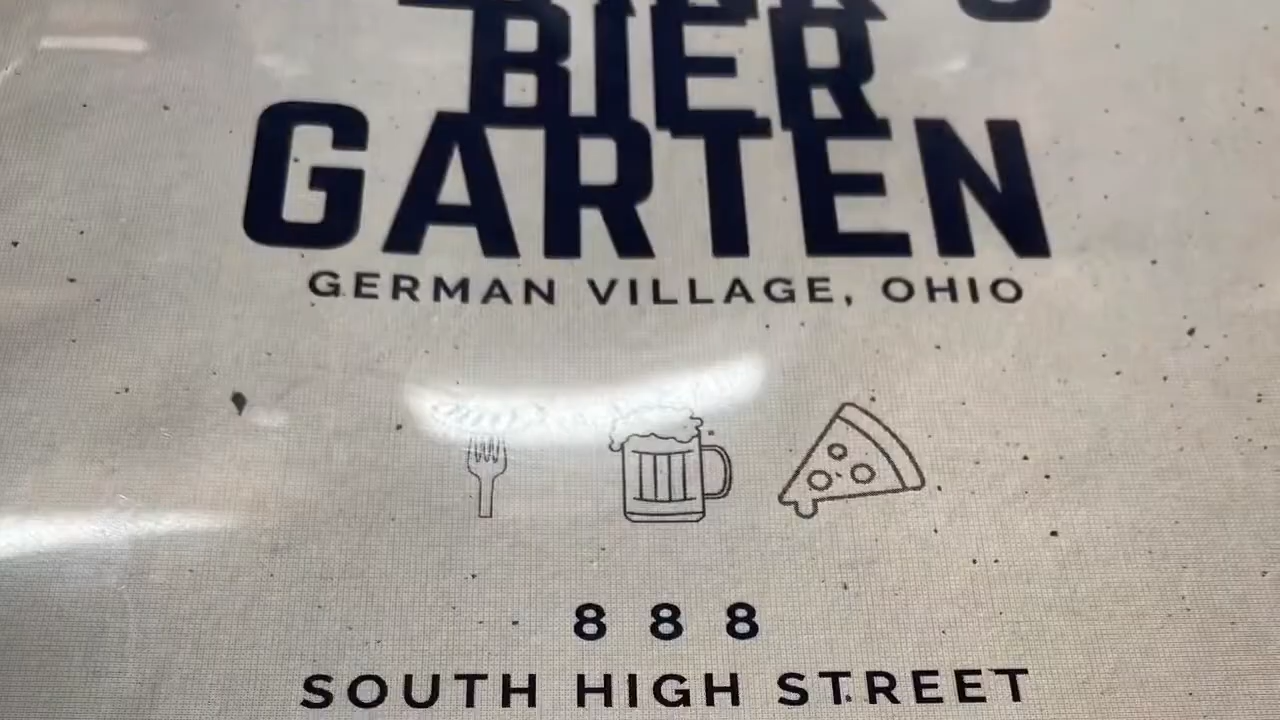 BIER
GARTEN
GERMAN VILLAGE, OHIO
8 8 8
SOUTH HIGH STREET